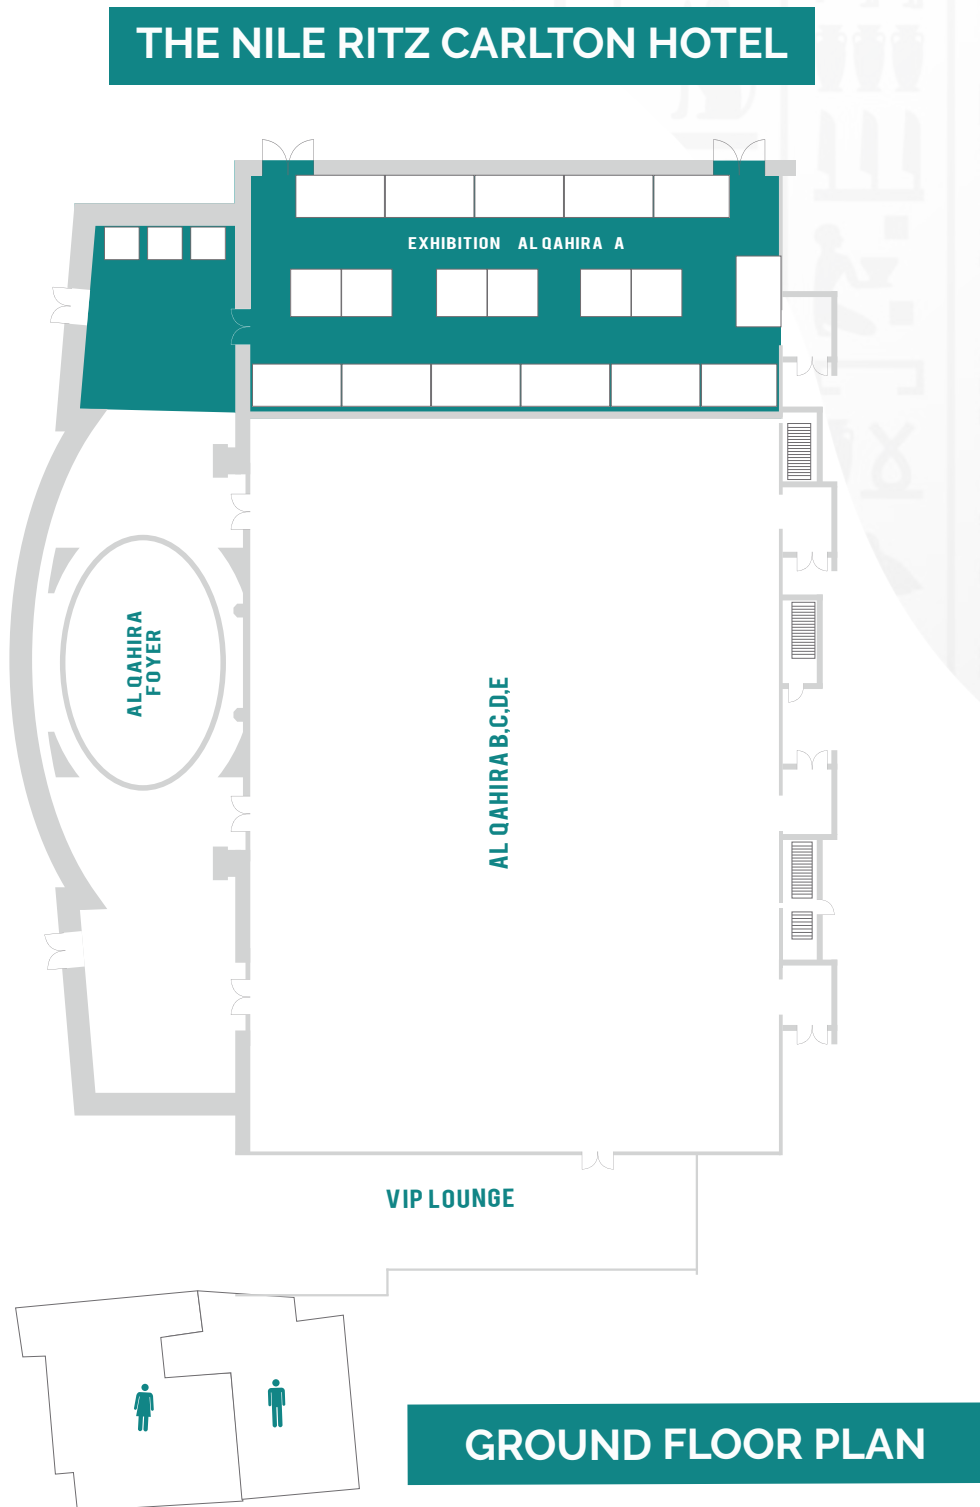 THE NILE RITZ CARLTON HOTEL
EXHIBITION AL QAHIRA A
AL QAHIRA
FOYER
AL QAHIRA B,C,D,E
VIP LOUNGE
GROUND FLOOR PLAN